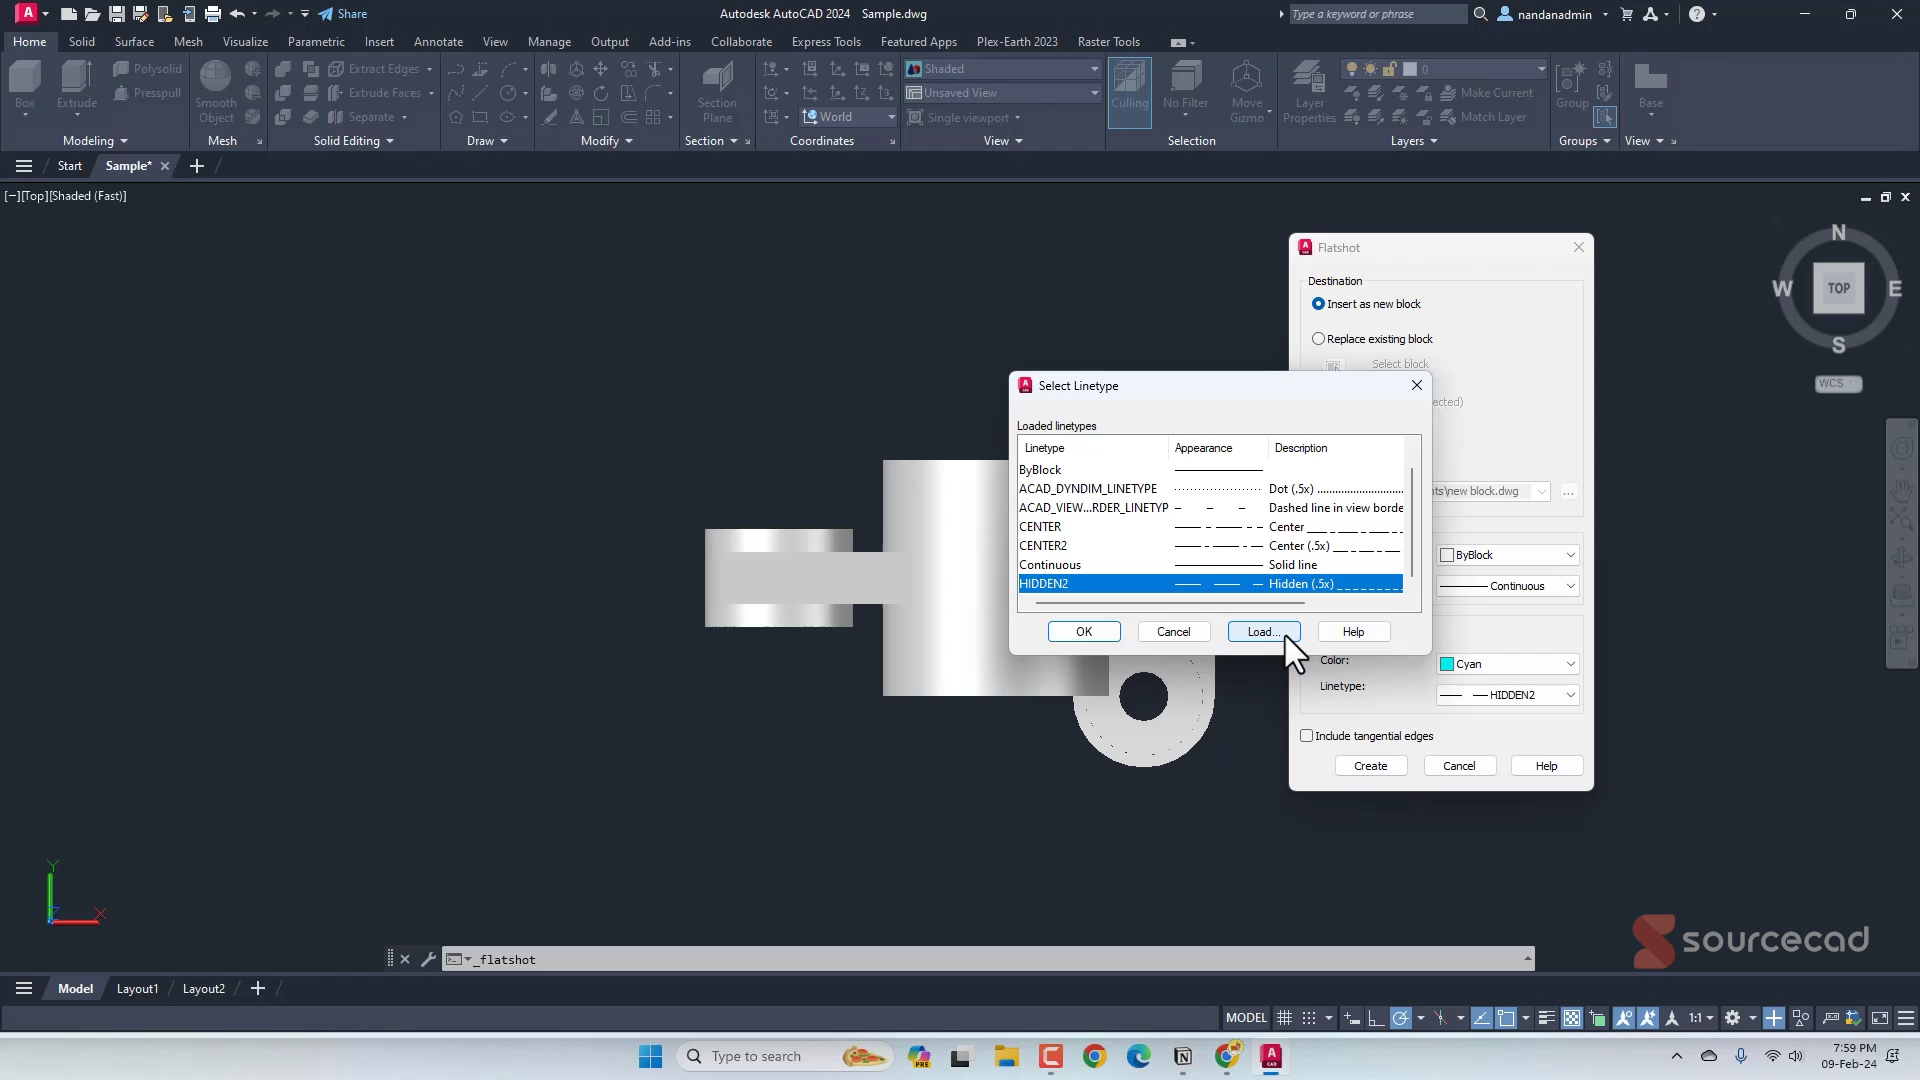 Share
Autodesk AutoCAD 2024 Sample.dwg
Type a keyword or phrase
nandanadmin
Home Solid Surface Mesh Visualize Parametric Insert Annotate View Manage Output Add-ins Collaborate Express Tools Featured Apps Plex-Earth 2023 Raster Tools
Box
Extrude
Polysolid
Presspull
Modeling
Smooth
Object
Mesh
Extract Edges
Extrude Faces
Separate
Solid Editing
Draw
Modify
Section
Plane
Section
World
Coordinates
Shaded
Unsaved View
Single viewport
View
Culling
No Filter
Move
Gizmo
Selection
Layer
Properties
0
Make Current
Match Layer
Layers
Group
Groups
Base
View
Start
Sample*
[−][Top][Shaded (Fast)]
N
W
TOP
E
S
WCS
Flatshot
Destination
Insert as new block
Replace existing block
Select block
ected)
new block.dwg
...
ByBlock
Continuous
Color:
Cyan
Linetype:
HIDDEN2
Include tangential edges
Create Cancel Help
Select Linetype
Loaded linetypes
Linetype Appearance Description
ByBlock
ACAD_DYNDIM_LINETYPE Dot (.5x) ................................
ACAD_VIEW...RDER_LINETYP Dashed line in view borde
CENTER Center ____ _ ____ _
CENTER2 Center (.5x) ___ _ ___ _
Continuous Solid line
HIDDEN2 Hidden (.5x) _ _ _ _ _ _ _ _
OK Cancel Load... Help
Y
X
Z
sourcecad
_flatshot
Model Layout1 Layout2
MODEL
1:1
Type to search
PRE
7:59 PM
09-Feb-24